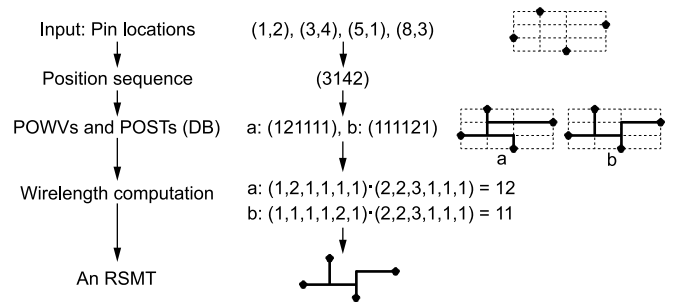 Input: Pin locations
(1,2), (3,4), (5,1), (8,3)
Position sequence
(3142)
POWVs and POSTs (DB)
a: (121111), b: (111121)
a
b
Wirelength computation
a: (1,2,1,1,1,1)·(2,2,3,1,1,1) = 12
b: (1,1,1,1,2,1)·(2,2,3,1,1,1) = 11
An RSMT